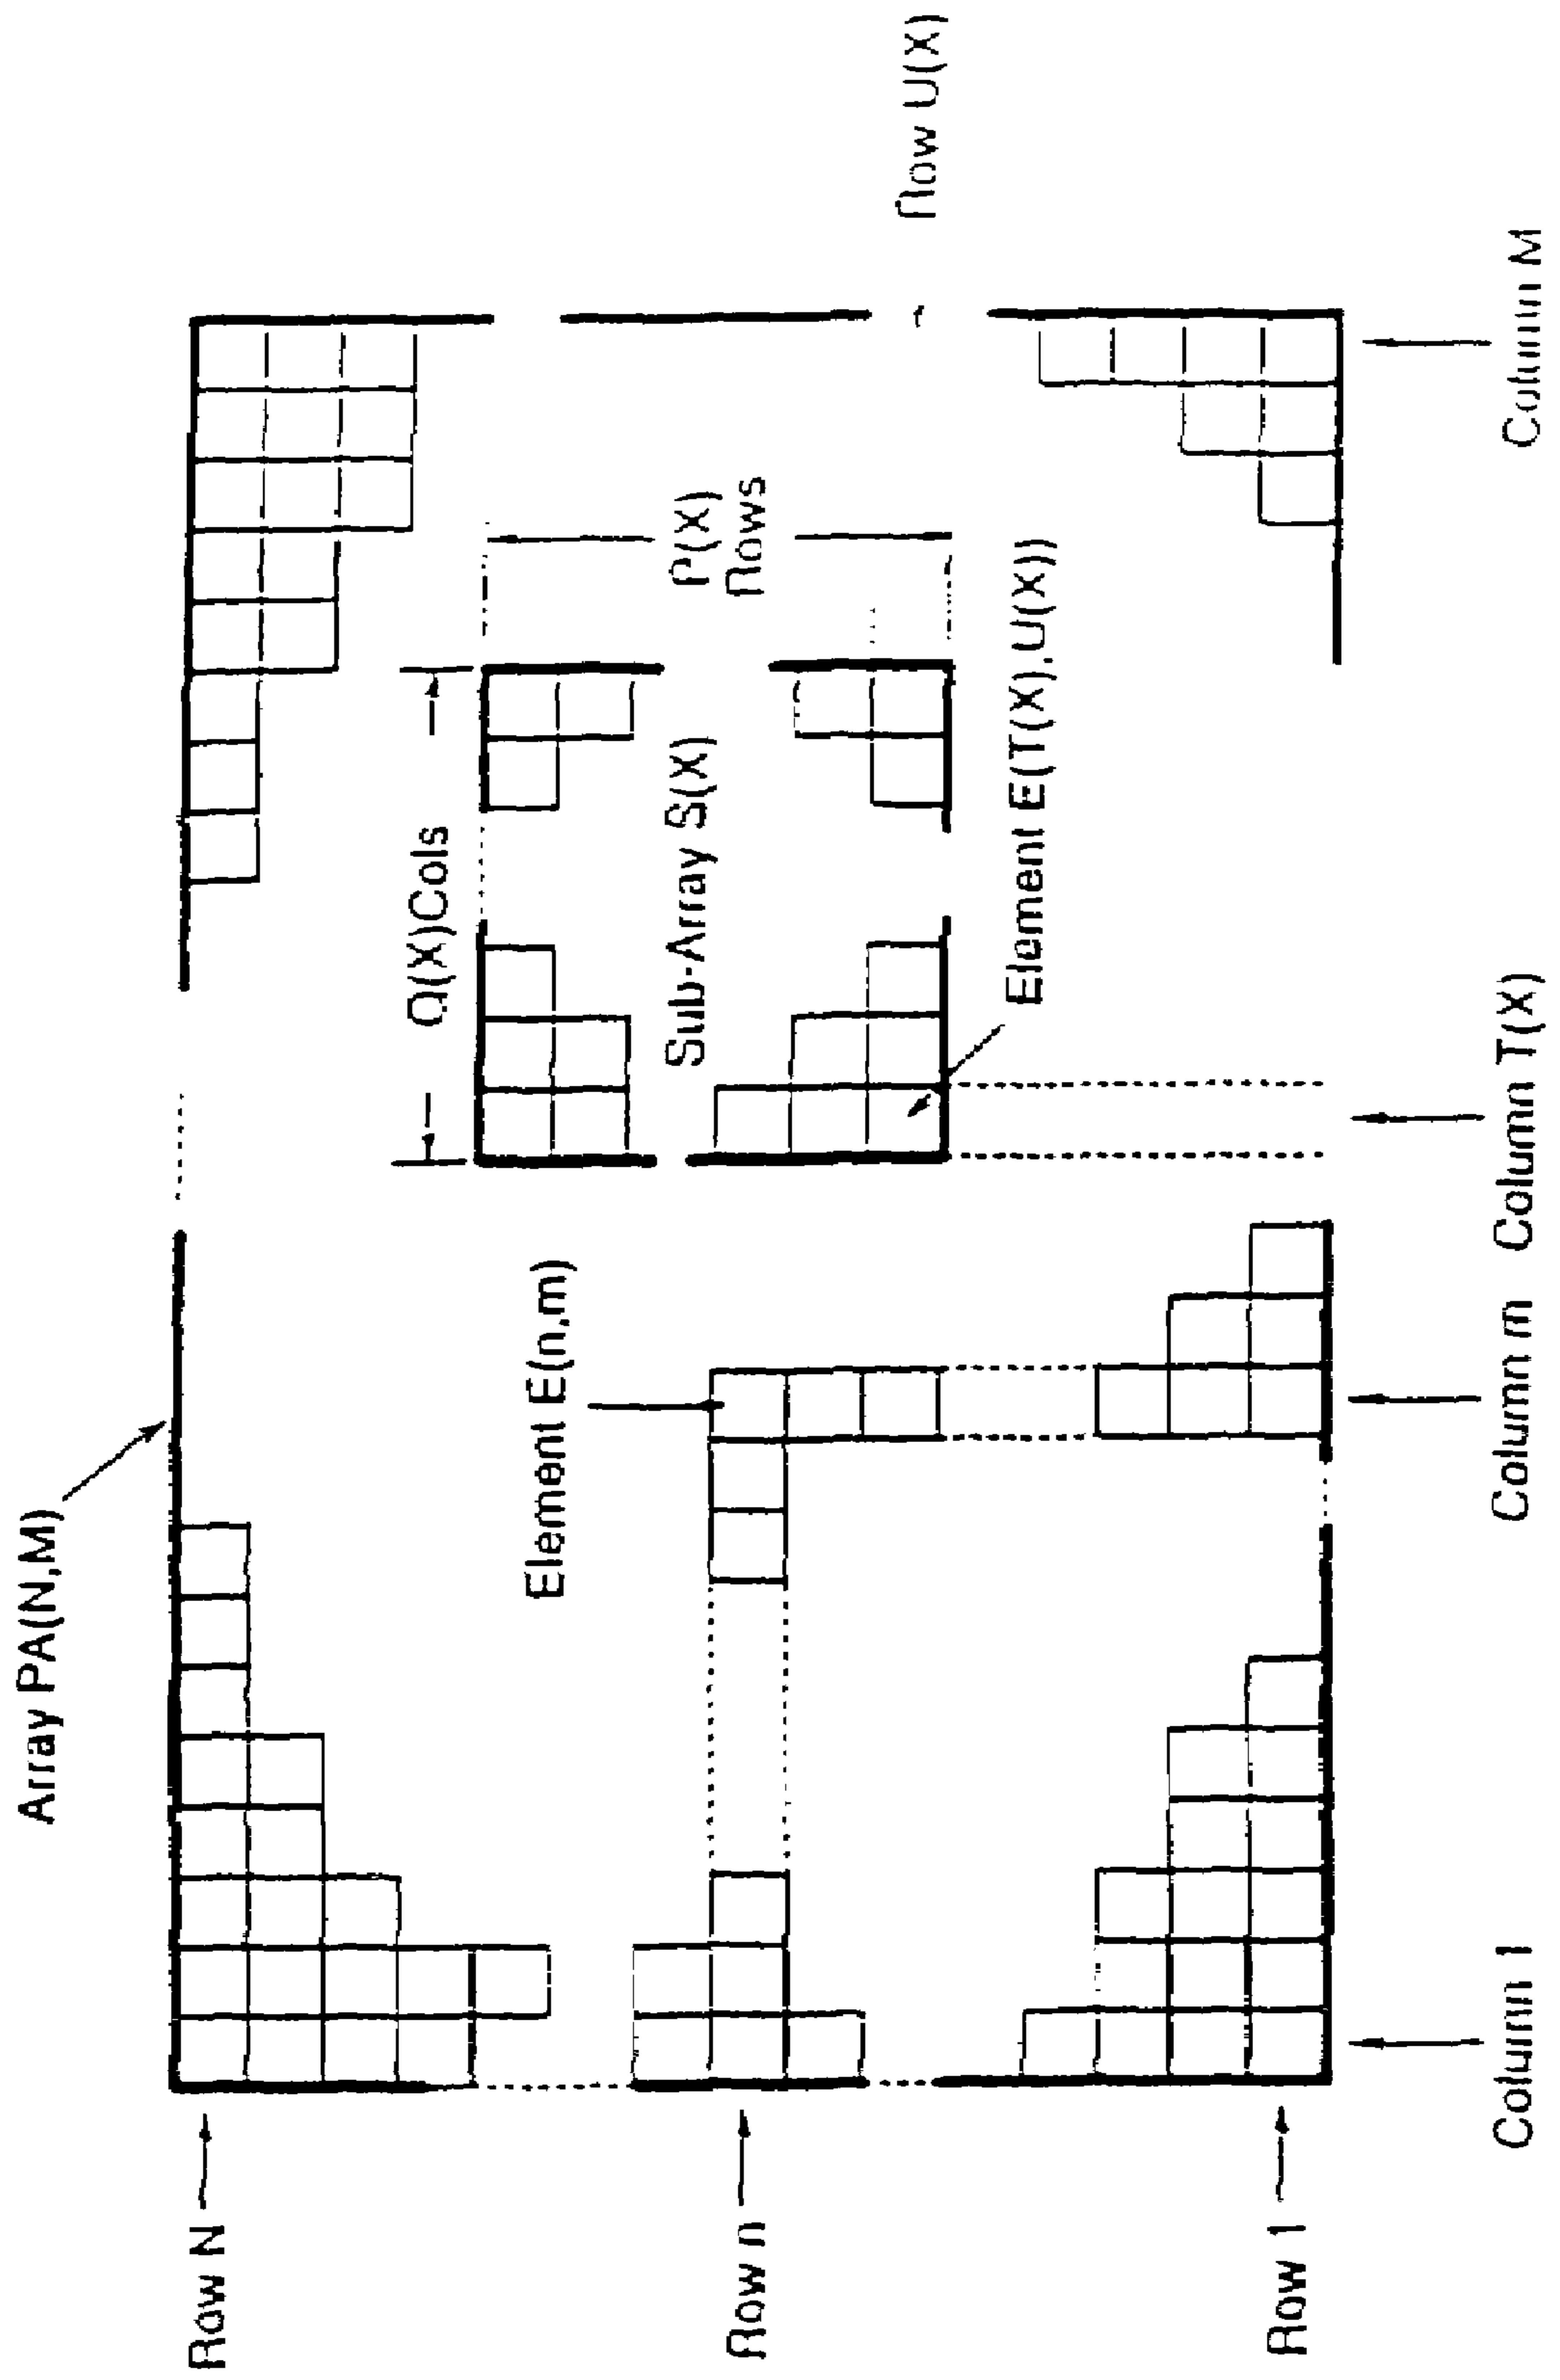 Array PA(N,M)
Row N
Q(X)Cols
Element E(n,m)
P(X)
Rows
Sub-Array S(X)
Row n
Row U(X)
Element E(T(X),U(X))
Row 1
Column 1
Column m
Column T(X)
Column M